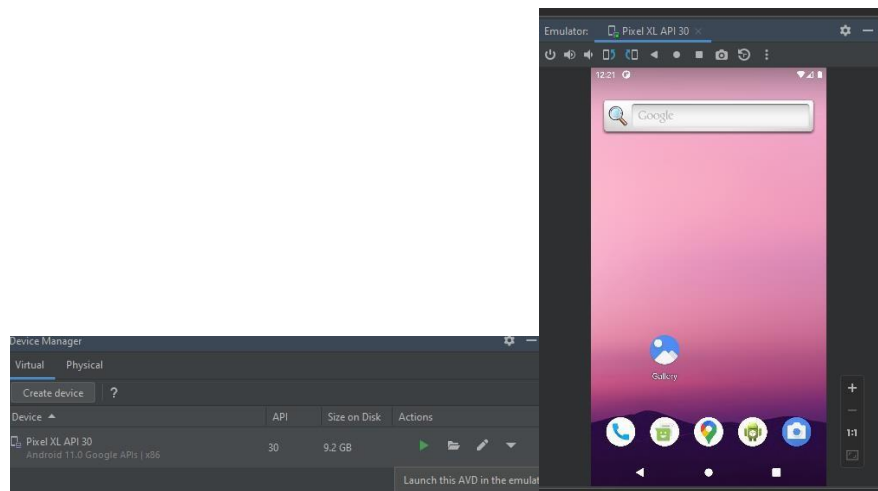 Emulator: Pixel XL API 30
12:21
Google
Gallery
1:1
Device Manager
Virtual Physical
Create device ?
Device API Size on Disk Actions
Pixel XL API 30 30 9.2 GB
Android 11.0 Google APIs | x86
Launch this AVD in the emulat